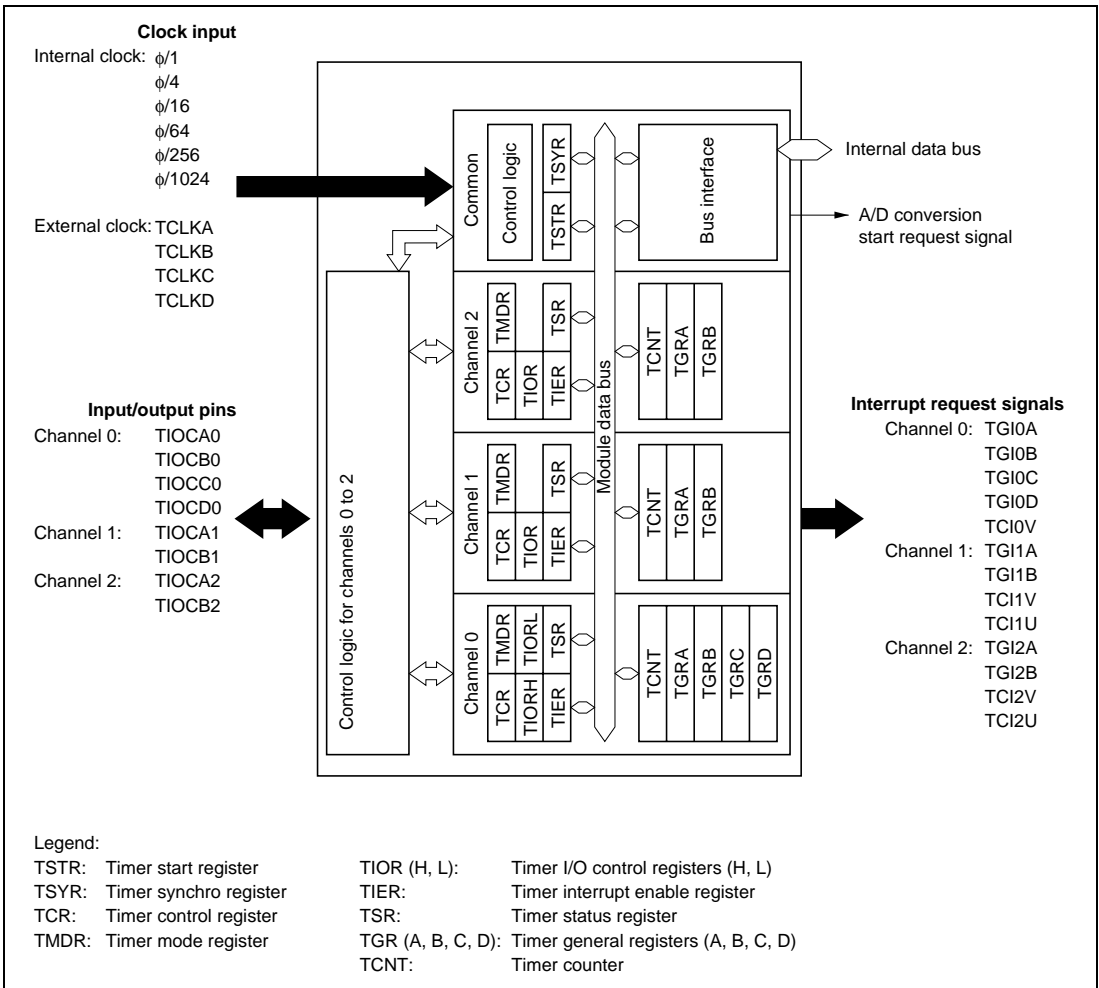 Clock input
Internal clock: ϕ/1
ϕ/4
ϕ/16
ϕ/64
ϕ/256
ϕ/1024
External clock: TCLKA
TCLKB
TCLKC
TCLKD
Input/output pins
Channel 0: TIOCA0
TIOCB0
TIOCC0
TIOCD0
Channel 1: TIOCA1
TIOCB1
Channel 2: TIOCA2
TIOCB2
Control logic for channels 0 to 2
Common
Control logic
TSTR TSYR
Bus interface
Channel 2
TCR TMDR
TIOR
TIER TSR
TCNT
TGRA
TGRB
Module data bus
Channel 1
TCR TMDR
TIOR
TIER TSR
TCNT
TGRA
TGRB
Channel 0
TCR TMDR
TIORH TIORL
TIER TSR
TCNT
TGRA
TGRB
TGRC
TGRD
Internal data bus
A/D conversion
start request signal
Interrupt request signals
Channel 0: TGI0A
TGI0B
TGI0C
TGI0D
TCI0V
Channel 1: TGI1A
TGI1B
TCI1V
TCI1U
Channel 2: TGI2A
TGI2B
TCI2V
TCI2U
Legend:
TSTR: Timer start register
TSYR: Timer synchro register
TCR: Timer control register
TMDR: Timer mode register
TIOR (H, L): Timer I/O control registers (H, L)
TIER: Timer interrupt enable register
TSR: Timer status register
TGR (A, B, C, D): Timer general registers (A, B, C, D)
TCNT: Timer counter